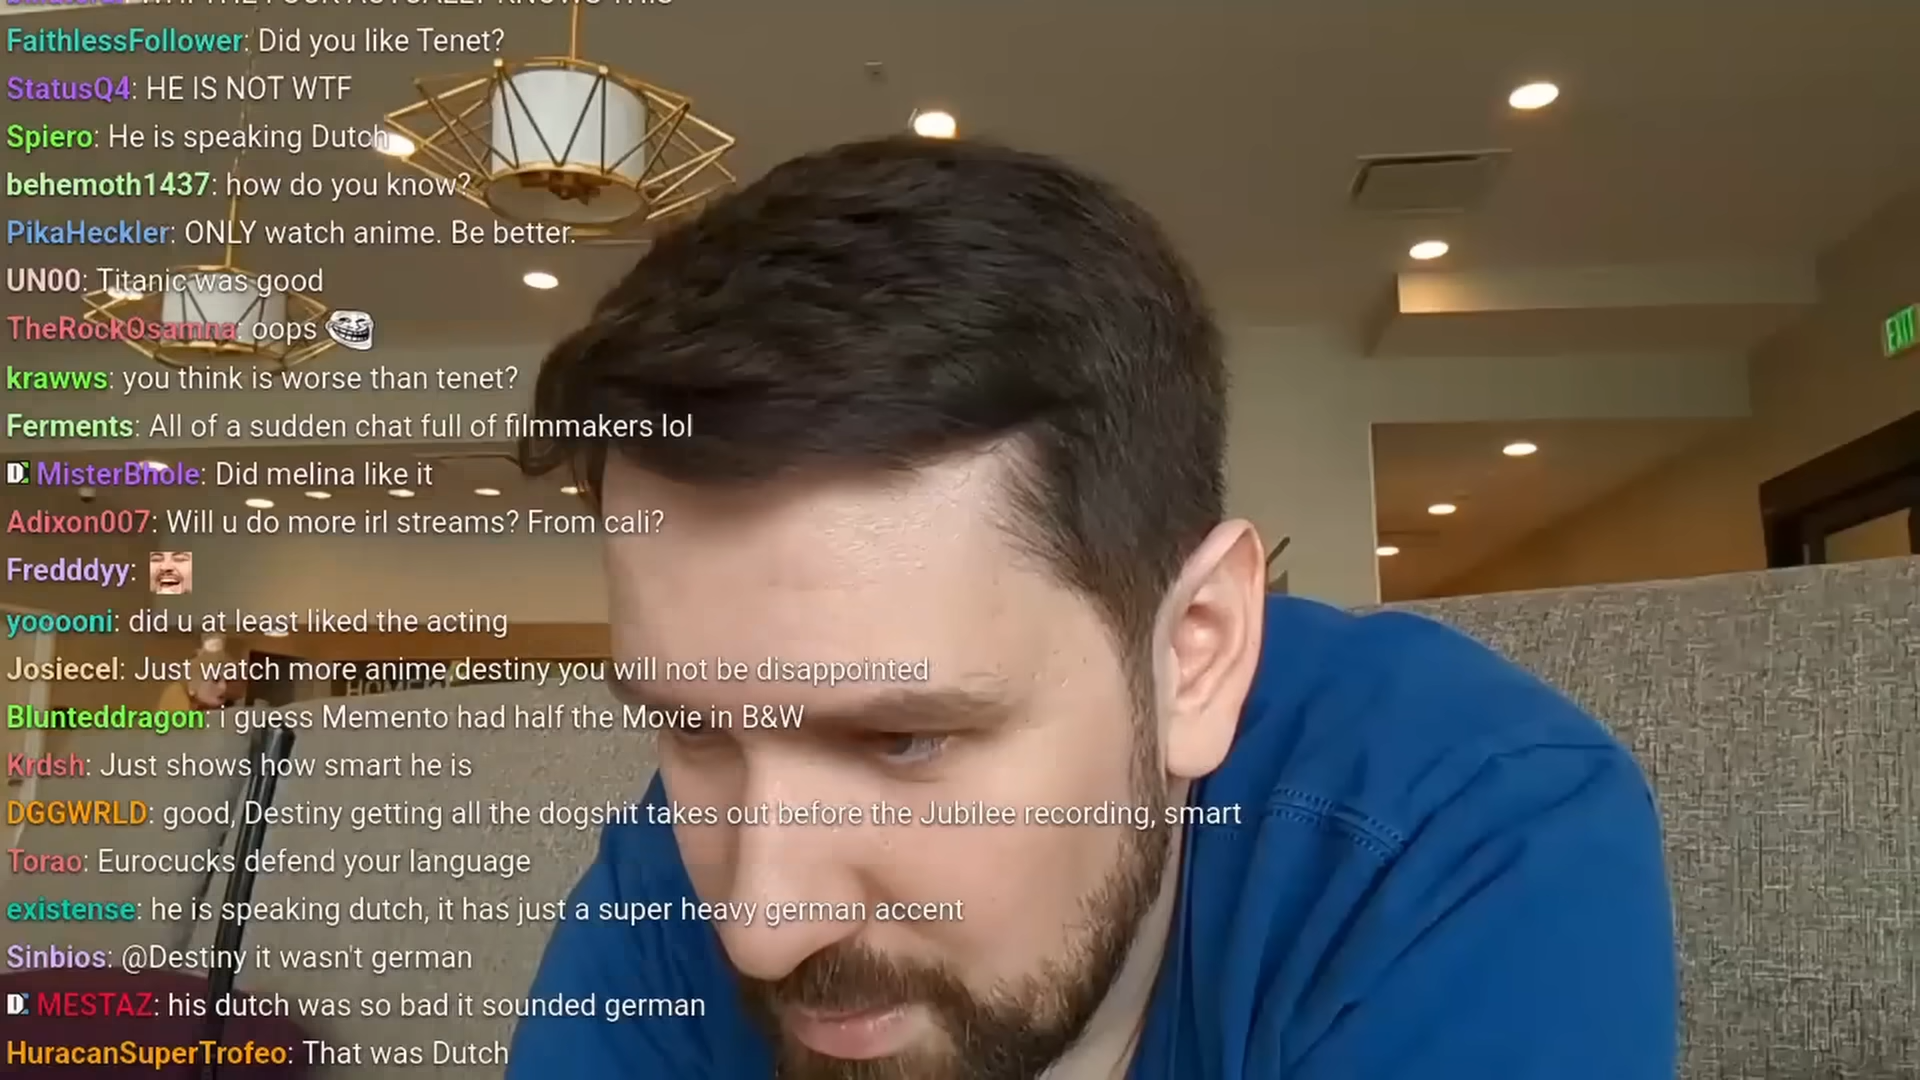 FaithlessFollower: Did you like Tenet?
StatusQ4: HE IS NOT WTF
Spiero: He is speaking Dutch
behemoth1437: how do you know?
PikaHeckler: ONLY watch anime. Be better.
UN00: Titanic was good
TheRockOsamna: oops
krawws: you think is worse than tenet?
Ferments: All of a sudden chat full of filmmakers lol
D: MisterBhole: Did melina like it
Adixon007: Will u do more irl streams? From cali?
Fredddyy:
yooooni: did u at least liked the acting
Josiecel: Just watch more anime destiny you will not be disappointed
Blunteddragon: i guess Memento had half the Movie in B&W
Krdsh: Just shows how smart he is
DGGWRLD: good, Destiny getting all the dogshit takes out before the Jubilee recording, smart
Torao: Eurocucks defend your language
existense: he is speaking dutch, it has just a super heavy german accent
Sinbios: @Destiny it wasn't german
D: MESTAZ: his dutch was so bad it sounded german
HuracanSuperTrofeo: That was Dutch
EXIT